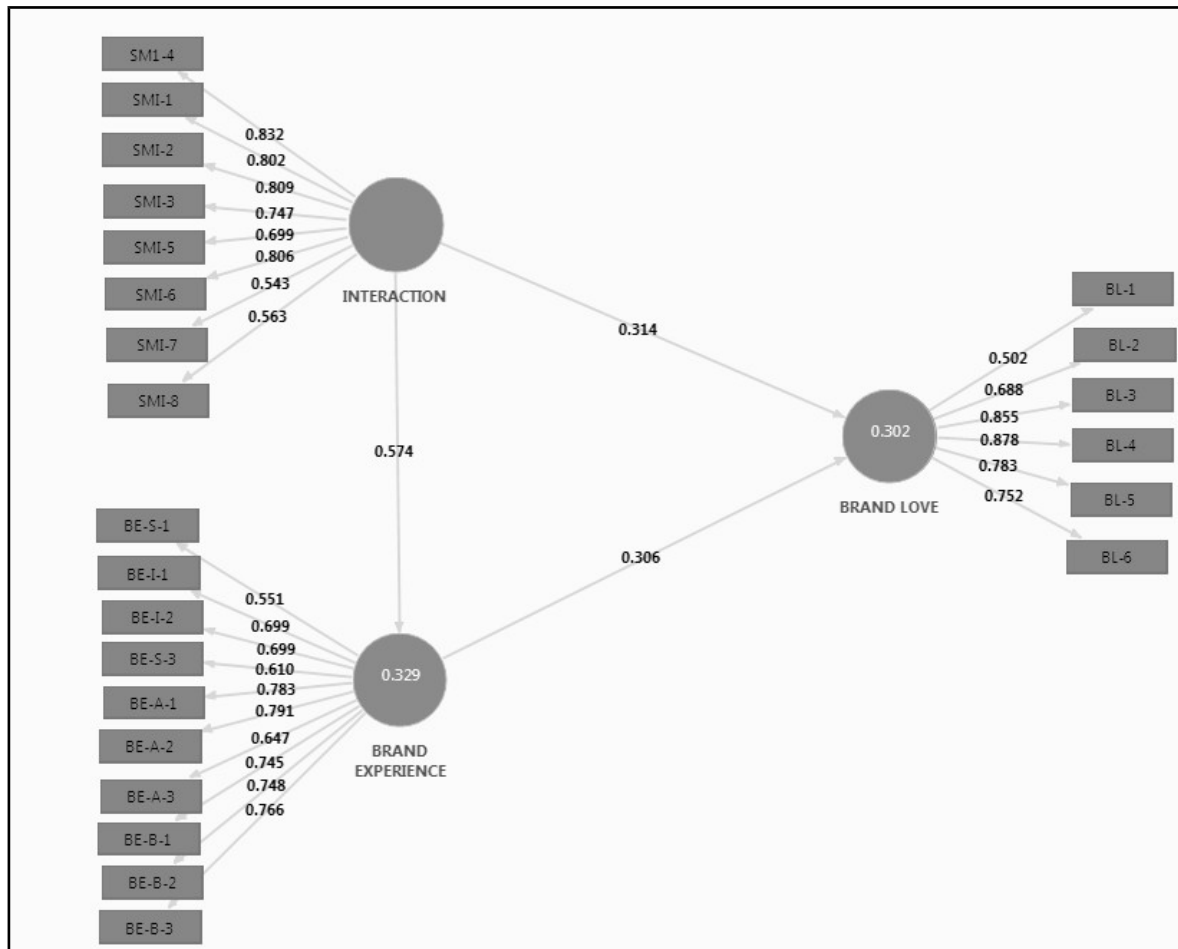 SM1-4
SMI-1
SMI-2
SMI-3
SMI-5
SMI-6
SMI-7
SMI-8
0.832
0.802
0.809
0.747
0.699
0.806
0.543
0.563
INTERACTION
0.314
0.574
0.306
BE-S-1
BE-I-1
BE-I-2
BE-S-3
BE-A-1
BE-A-2
BE-A-3
BE-B-1
BE-B-2
BE-B-3
0.551
0.699
0.699
0.610
0.783
0.791
0.647
0.745
0.748
0.766
0.329
BRAND
EXPERIENCE
0.302
BRAND LOVE
0.502
0.688
0.855
0.878
0.783
0.752
BL-1
BL-2
BL-3
BL-4
BL-5
BL-6